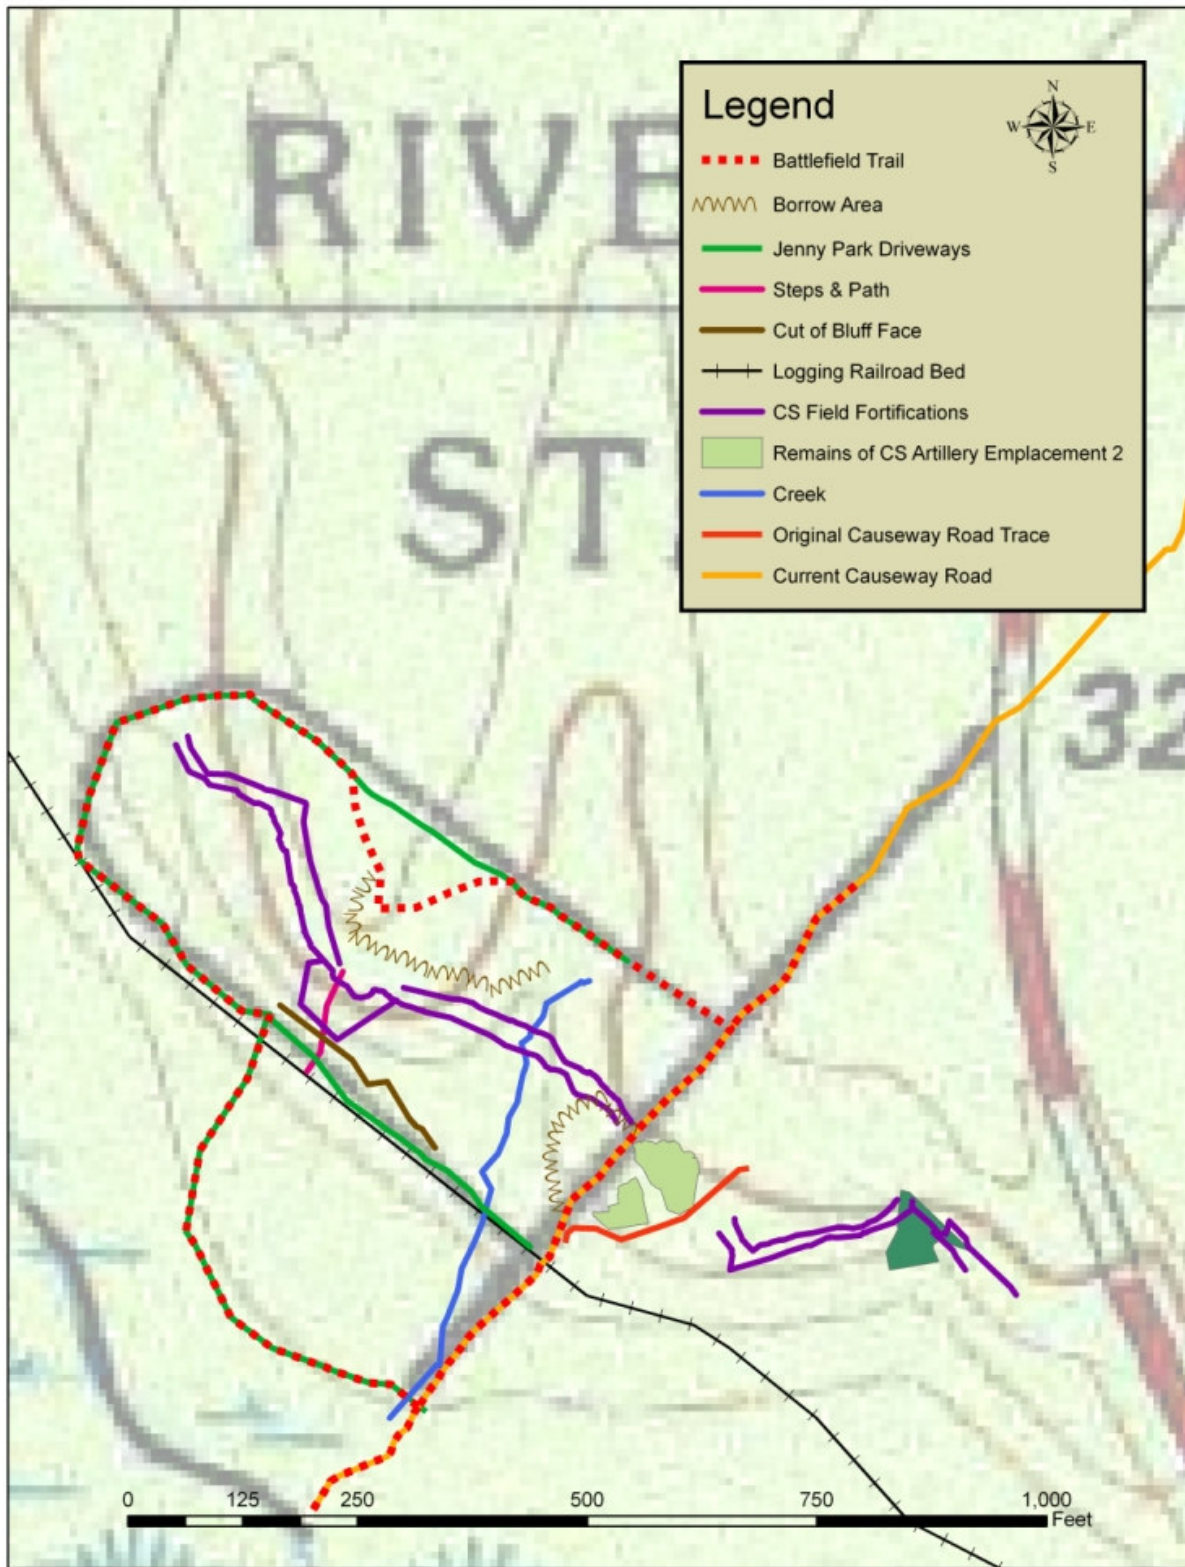 RIVE
ST
32
Legend
N
W E
S
Battlefield Trail
Borrow Area
Jenny Park Driveways
Steps & Path
Cut of Bluff Face
Logging Railroad Bed
CS Field Fortifications
Remains of CS Artillery Emplacement 2
Creek
Original Causeway Road Trace
Current Causeway Road
0 125 250 500 750 1,000
Feet